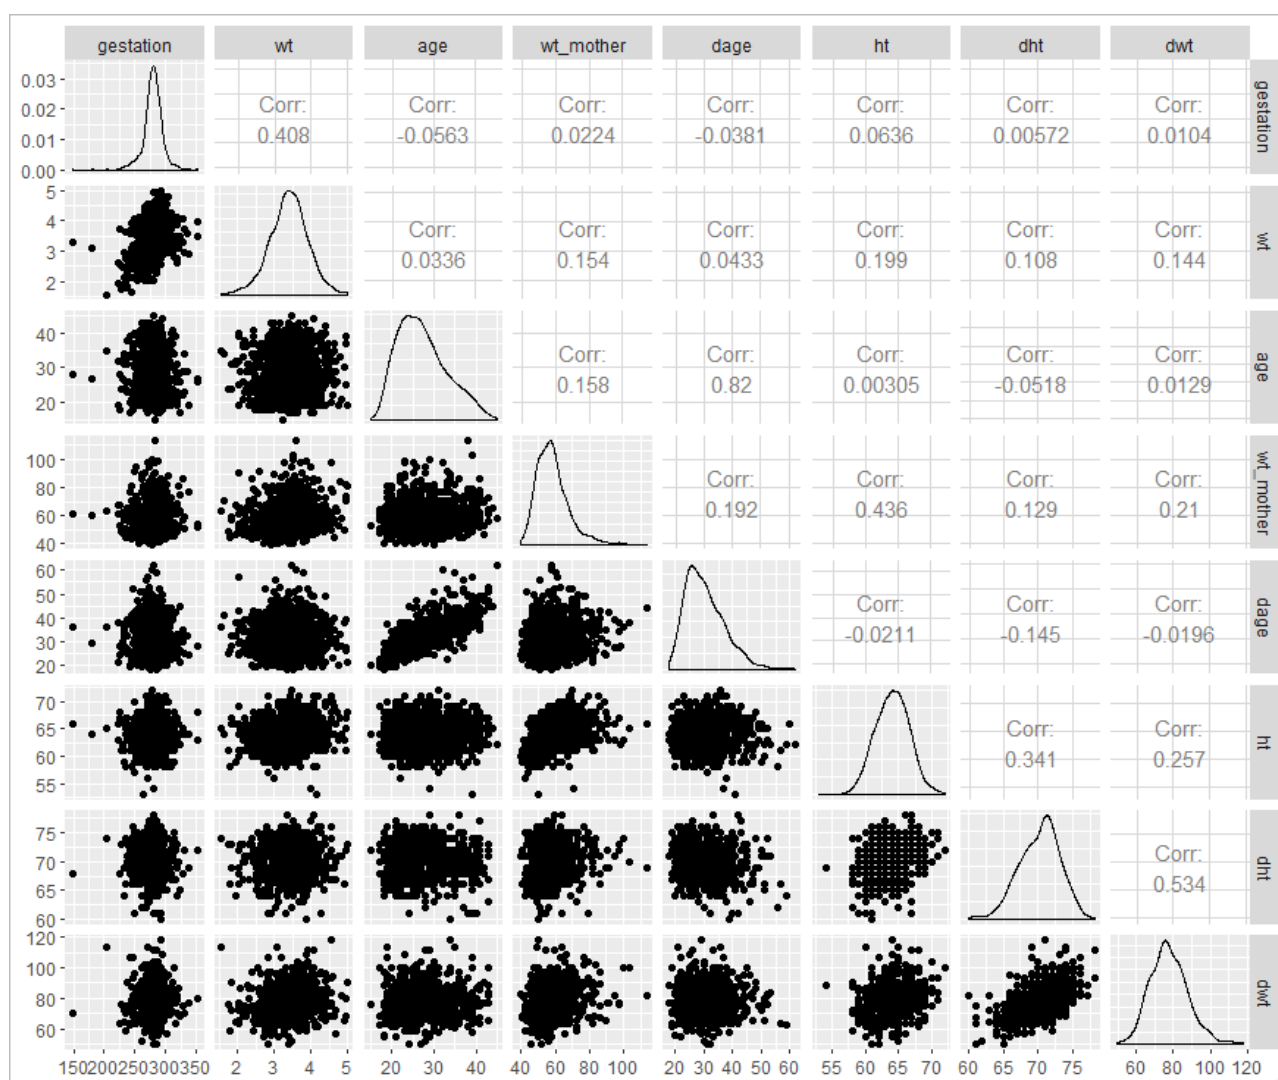 gestation wt age wt_mother dage ht dht dwt
0.03
0.02
0.01
0.00
Corr: Corr: Corr: Corr: Corr: Corr: Corr:
0.408 -0.0563 0.0224 -0.0381 0.0636 0.00572 0.0104
gestation
5
4
3
2
Corr: Corr: Corr: Corr: Corr: Corr:
0.0336 0.154 0.0433 0.199 0.108 0.144
wt
40
30
20
Corr: Corr: Corr: Corr: Corr:
0.158 0.82 0.00305 -0.0518 0.0129
age
100
80
60
40
Corr: Corr: Corr: Corr:
0.192 0.436 0.129 0.21
wt_mother
60
50
40
30
20
Corr: Corr: Corr:
-0.0211 -0.145 -0.0196
dage
70
65
60
55
Corr: Corr:
0.341 0.257
ht
75
70
65
60
Corr:
0.534
dht
120
100
80
60
dwt
150200250300350 2 3 4 5 20 30 40 40 60 80 100 20 30 40 50 60 55 60 65 70 60 65 70 75 60 80 100 120